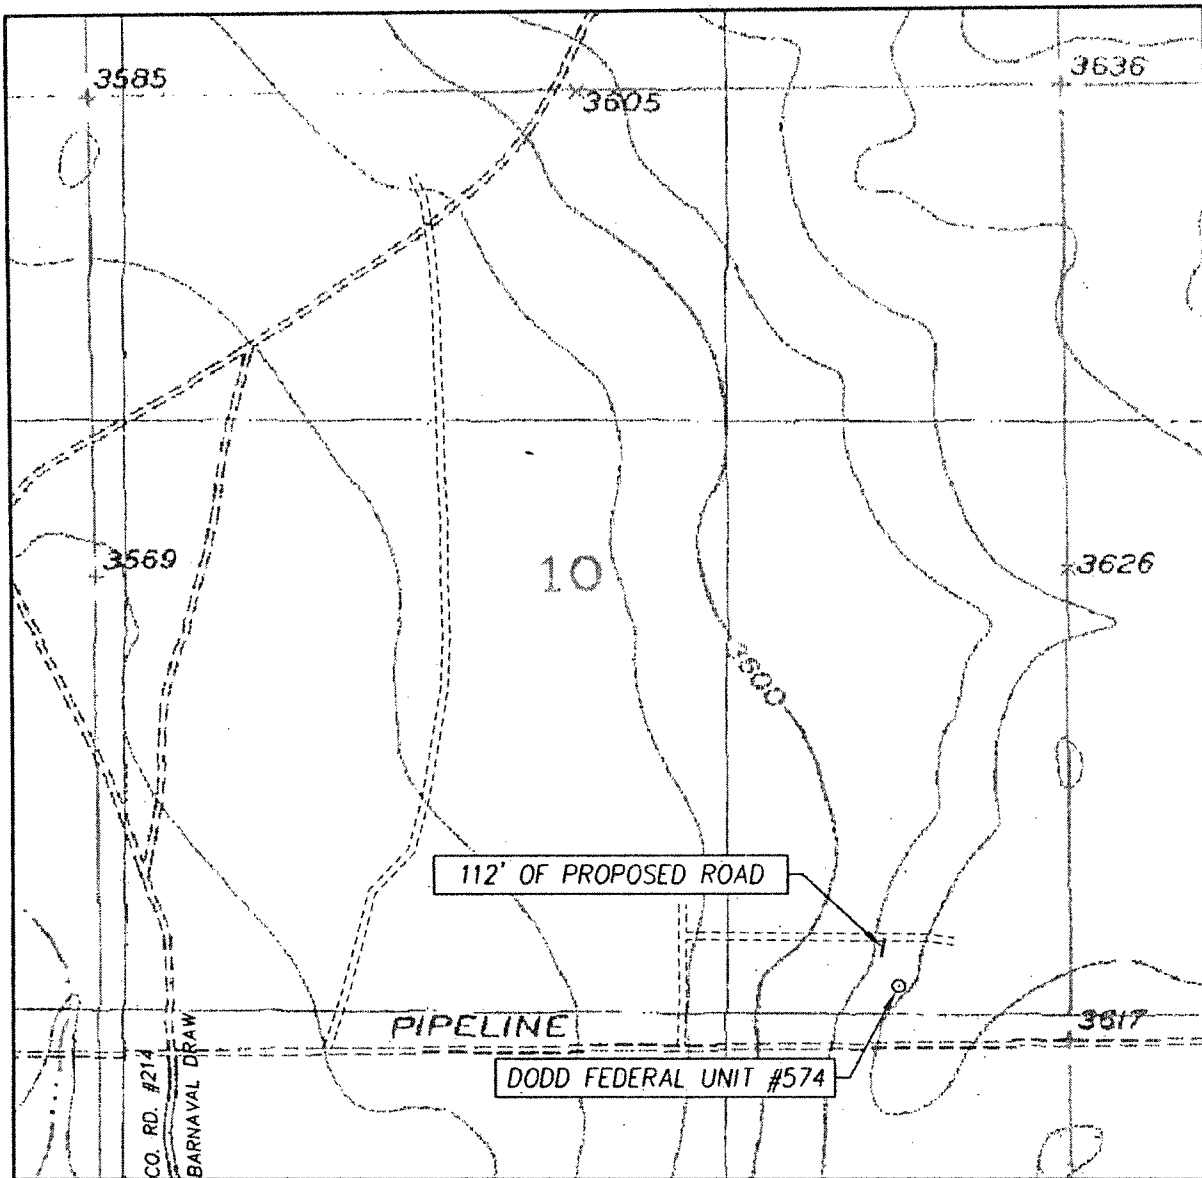 3585
3605
3636
3569
10
3626
3600
112' OF PROPOSED ROAD
PIPELINE
3617
DODD FEDERAL UNIT #574
CO. RD. #214
BARNAVAL DRAW